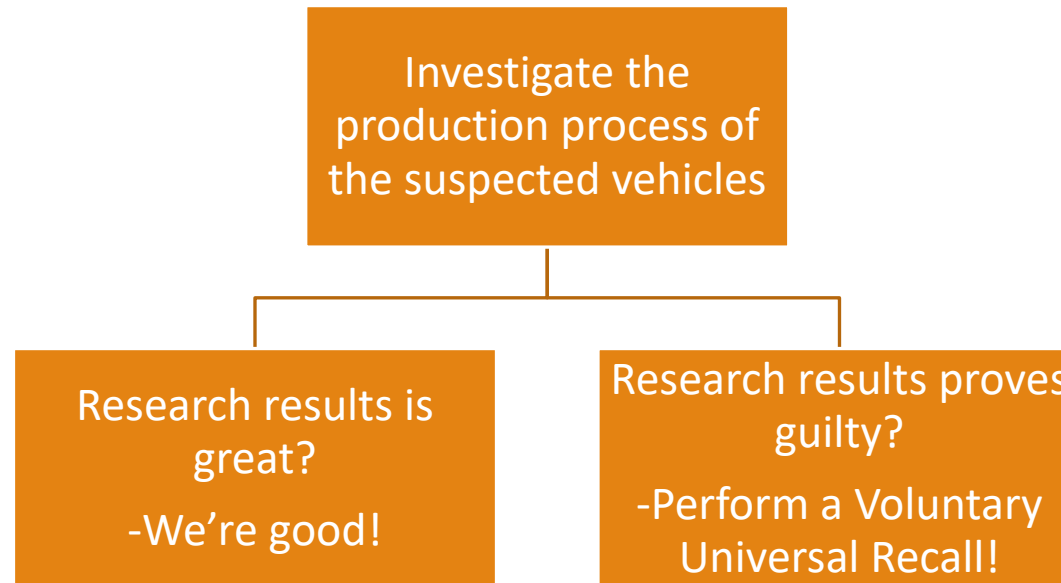 Investigate the
production process of
the suspected vehicles
Research results is
great?
-We’re good!
Research results proves
guilty?
-Perform a Voluntary
Universal Recall!